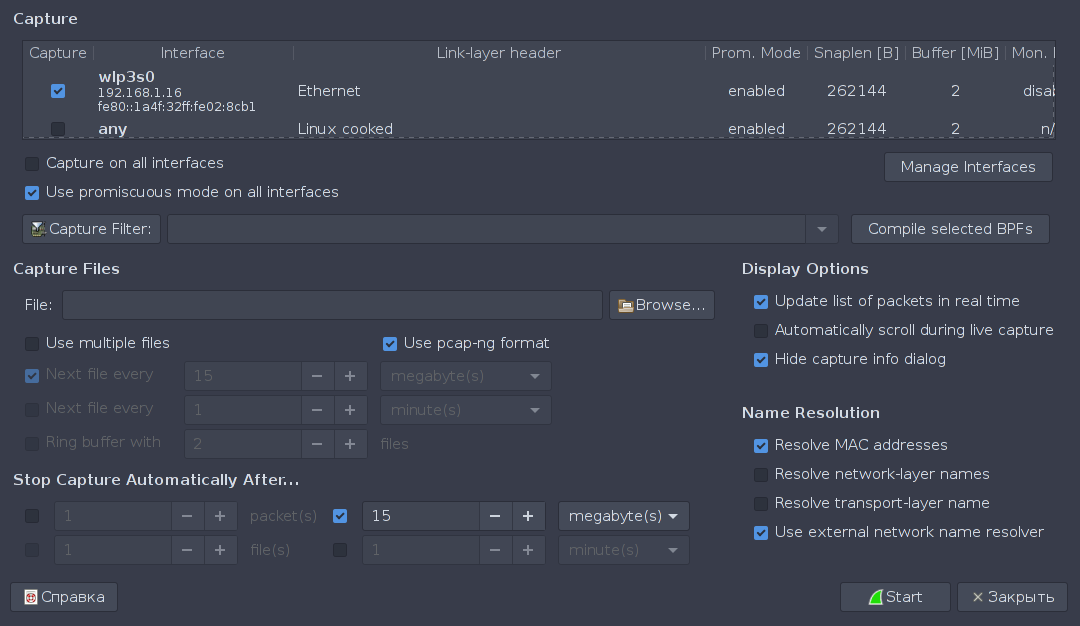 Capture
Capture Interface Link-layer header Prom. Mode Snaplen [B] Buffer [MiB] Mon.
wlp3s0
192.168.1.16
fe80::1a4f:32ff:fe02:8cb1
Ethernet enabled 262144 2 disa
any Linux cooked enabled 262144 2 n/
Capture on all interfaces
Manage Interfaces
Use promiscuous mode on all interfaces
Capture Filter: Compile selected BPFs
Capture Files
File: Browse...
Use multiple files Use pcap-ng format
Next file every 15 − + megabyte(s)
Next file every 1 − + minute(s)
Ring buffer with 2 − + files
Stop Capture Automatically After...
1 − + packet(s) 15 − + megabyte(s)
1 − + file(s) 1 − + minute(s)
Display Options
Update list of packets in real time
Automatically scroll during live capture
Hide capture info dialog
Name Resolution
Resolve MAC addresses
Resolve network-layer names
Resolve transport-layer name
Use external network name resolver
Справка Start Закрыть